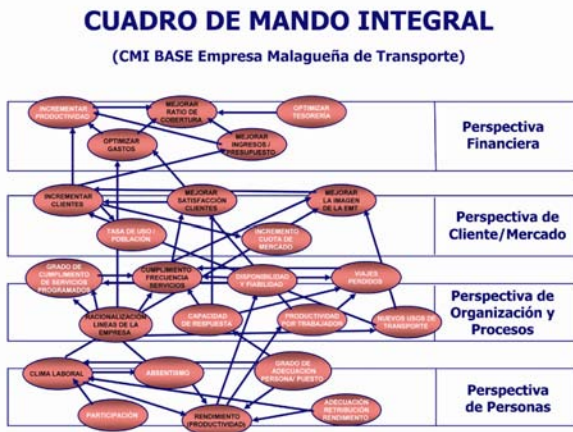 CUADRO DE MANDO INTEGRAL
(CMI BASE Empresa Malagueña de Transporte)
INCREMENTAR
PRODUCTIVIDAD
MEJORAR
RATIO DE
COBERTURA
OPTIMIZAR
TESORERÍA
OPTIMIZAR
GASTOS
MEJORAR
INGRESOS /
PRESUPUESTO
Perspectiva
Financiera
INCREMENTAR
CLIENTES
MEJORAR
SATISFACCIÓN
CLIENTES
MEJORAR
LA IMAGEN
DE LA EMT
TASA DE USO /
POBLACIÓN
INCREMENTO
CUOTA DE
MERCADO
Perspectiva de
Cliente/Mercado
GRADO DE
CUMPLIMIENTO
DE SERVICIOS
PROGRAMADOS
CUMPLIMIENTO
FRECUENCIA
SERVICIOS
DISPONIBILIDAD
Y FIABILIDAD
VIAJES
PERDIDOS
RACIONALIZACIÓN
LINEAS DE LA
EMPRESA
CAPACIDAD
DE RESPUESTA
PRODUCTIVIDAD
POR TRABAJADOR
NUEVOS USOS DE
TRANSPORTE
Perspectiva de
Organización y
Procesos
CLIMA LABORAL
ABSENTISMO
GRADO DE
ADECUACIÓN
PERSONA/ PUESTO
PARTICIPACIÓN
RENDIMIENTO
(PRODUCTIVIDAD)
ADECUACIÓN
RETRIBUCIÓN
RENDIMIENTO
Perspectiva
de Personas